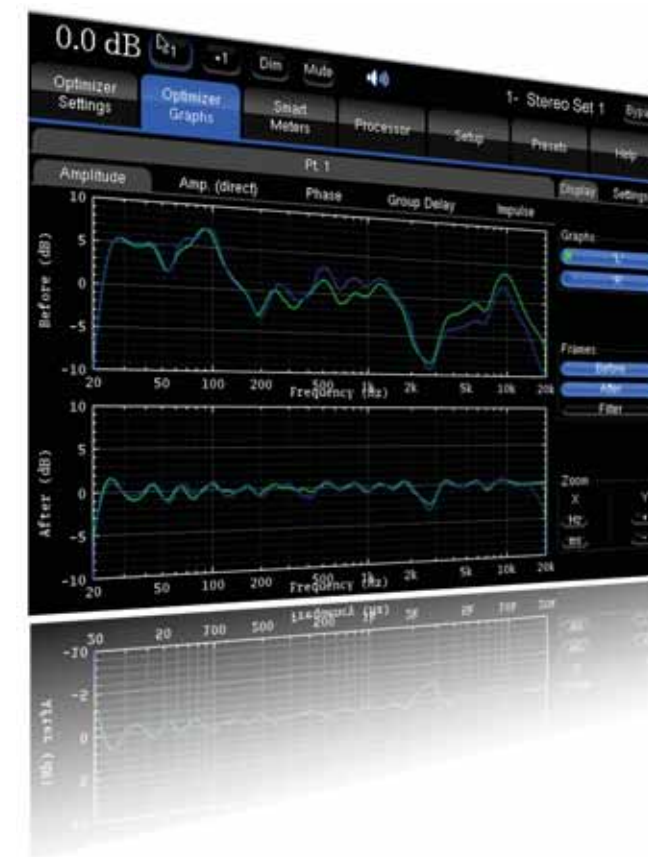 0.0 dB -1 +1 Dim Mute 1- Stereo Set 1
Optimizer Settings
Optimizer Graphs
Smart Meters
Processor
Setup
Presets
Help
Pt. 1
Display Settings
Amplitude Amp. (direct) Phase Group Delay Impulse
Before (dB)
10
5
0
-5
-10
20 50 100 200 500 1k 2k 5k 10k 20k
Frequency (Hz)
Graphs
Frames
Before
After
Filter
After (dB)
10
5
0
-5
-10
20 50 100 200 500 1k 2k 5k 10k 20k
Frequency (Hz)
Zoom
X Y
Hz +
-